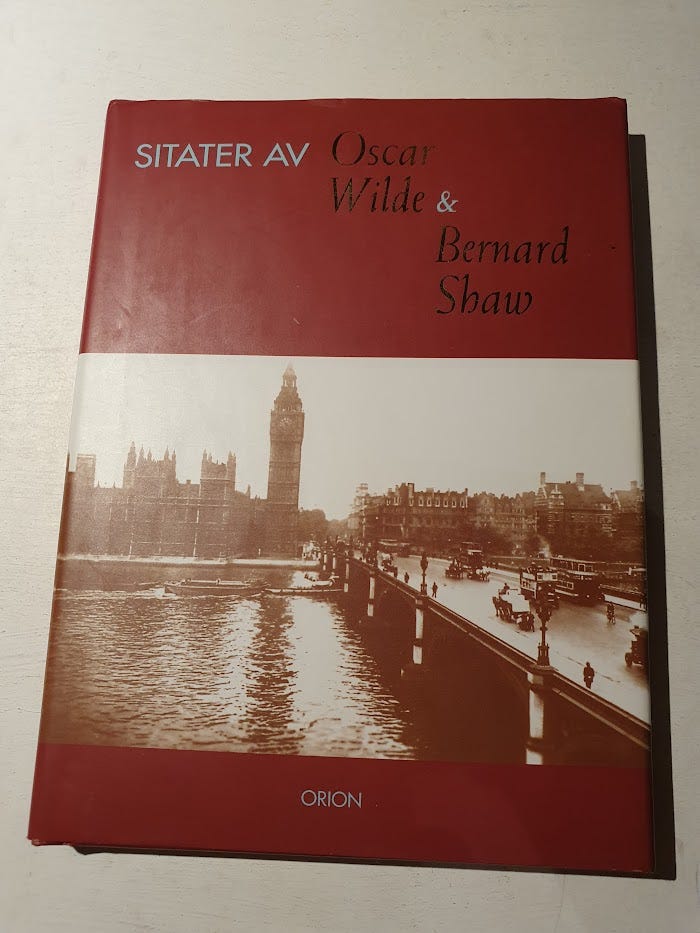 SITATER AV Oscar
Wilde &
Bernard
Shaw
ORION